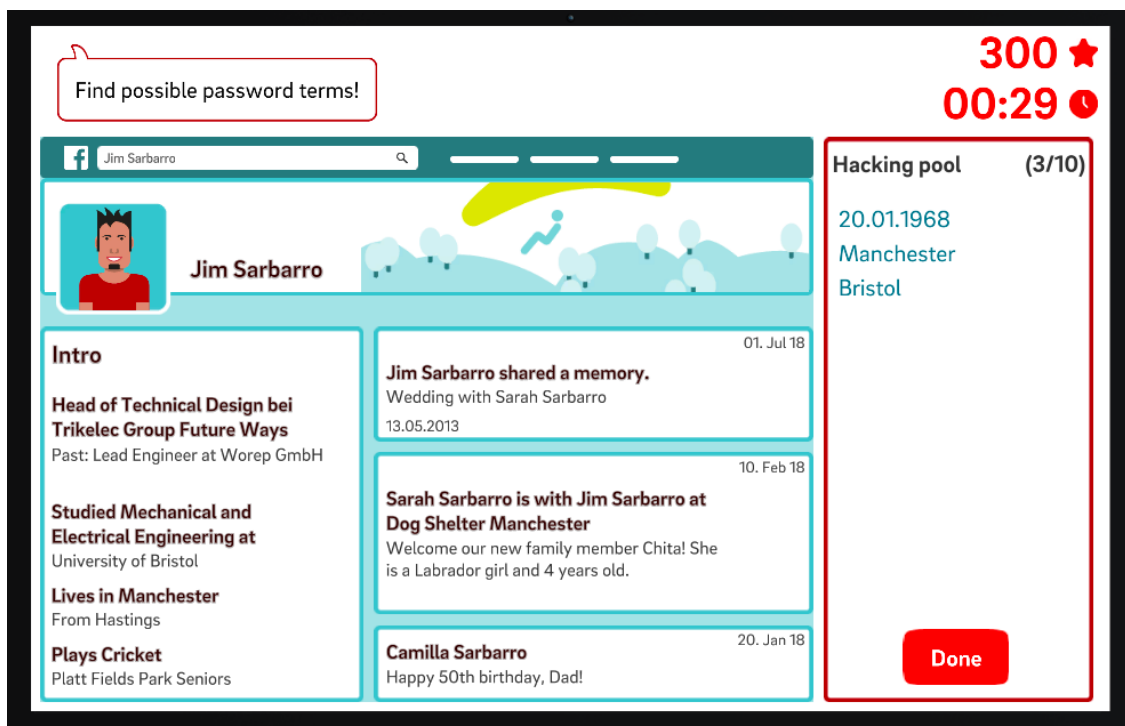 Find possible password terms!
300
00:29
Jim Sarbarro
Jim Sarbarro
Intro
Head of Technical Design bei
Trikelec Group Future Ways
Past: Lead Engineer at Worep GmbH
Studied Mechanical and
Electrical Engineering at
University of Bristol
Lives in Manchester
From Hastings
Plays Cricket
Platt Fields Park Seniors
01. Jul 18
Jim Sarbarro shared a memory.
Wedding with Sarah Sarbarro
13.05.2013
10. Feb 18
Sarah Sarbarro is with Jim Sarbarro at
Dog Shelter Manchester
Welcome our new family member Chita! She
is a Labrador girl and 4 years old.
20. Jan 18
Camilla Sarbarro
Happy 50th birthday, Dad!
Hacking pool (3/10)
20.01.1968
Manchester
Bristol
Done